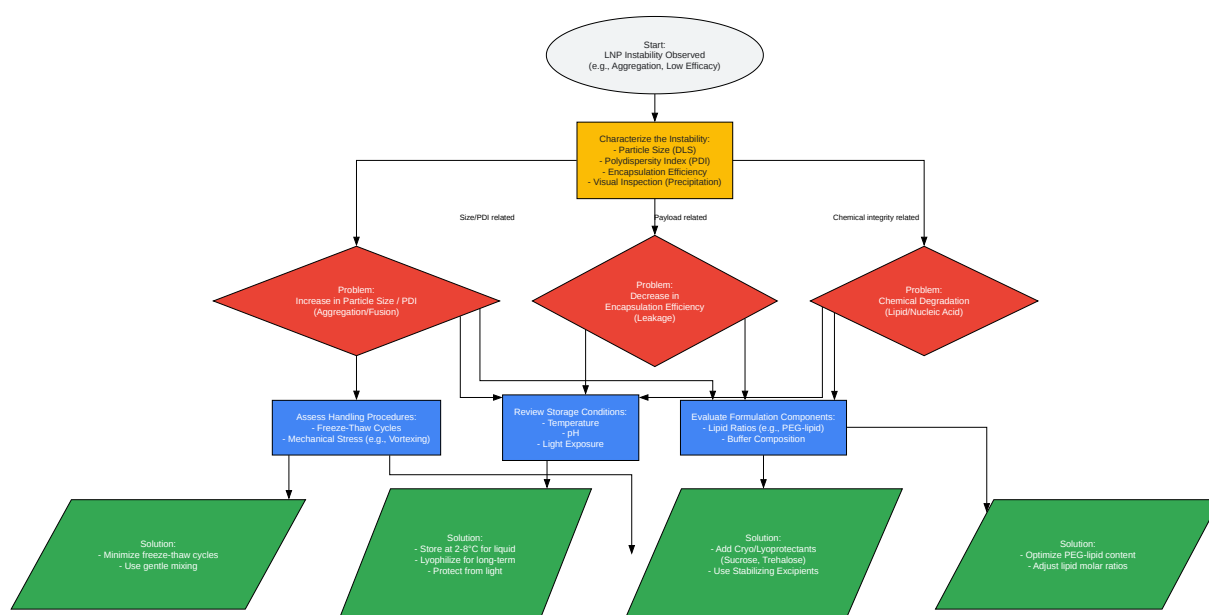 Start:
LNP Instability Observed
(e.g., Aggregation, Low Efficacy)
Characterize the Instability:
- Particle Size (DLS)
- Polydispersity Index (PDI)
- Encapsulation Efficiency
- Visual Inspection (Precipitation)
Size/PDI related
Payload related
Chemical integrity related
Problem:
Increase in Particle Size / PDI
(Aggregation/Fusion)
Problem:
Decrease in
Encapsulation Efficiency
(Leakage)
Problem:
Chemical Degradation
(Lipid/Nucleic Acid)
Assess Handling Procedures:
- Freeze-Thaw Cycles
- Mechanical Stress (e.g., Vortexing)
Review Storage Conditions:
- Temperature
- pH
- Light Exposure
Evaluate Formulation Components:
- Lipid Ratios (e.g., PEG-lipid)
- Buffer Composition
Solution:
- Minimize freeze-thaw cycles
- Use gentle mixing
Solution:
- Store at 2-8°C for liquid
- Lyophilize for long-term
- Protect from light
Solution:
- Add Cryo/Lyoprotectants
(Sucrose, Trehalose)
- Use Stabilizing Excipients
Solution:
- Optimize PEG-lipid content
- Adjust lipid molar ratios